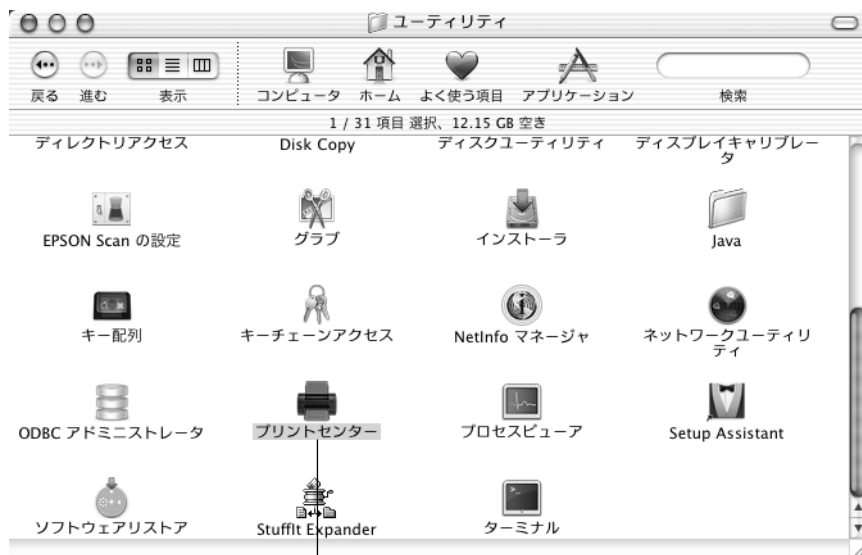 ユーティリティ
戻る 進む 表示 コンピュータ ホーム よく使う項目 アプリケーション 検索
1 / 31 項目 選択、12.15 GB 空き
ディレクトリアクセス Disk Copy ディスクユーティリティ ディスプレイキャリブレー
タ
EPSON Scan の設定 グラブ インストーラ Java
キー配列 キーチェーンアクセス NetInfo マネージャ ネットワークユーティリ
ティ
ODBC アドミニストレータ プリントセンター プロセスビューア Setup Assistant
ソフトウェアリストア StuffIt Expander ターミナル